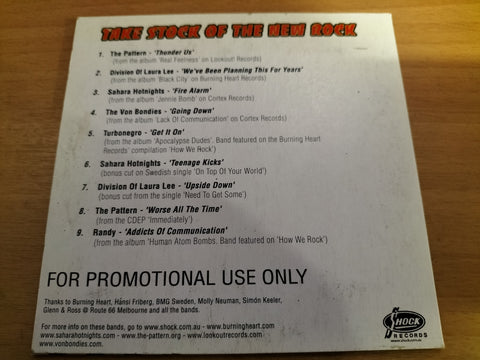 TAKE STOCK OF THE NEW ROCK
1. The Pattern - 'Thunder Us'
(from the album 'Real Feelness' on Lookout! Records)
2. Division Of Laura Lee - 'We've Been Planning This For Years'
(from the album 'Black City' on Burning Heart Records)
3. Sahara Hotnights - 'Fire Alarm'
(from the album 'Jennie Bomb' on Cortex Records)
4. The Von Bondies - 'Going Down'
(from the album 'Lack Of Communication' on Cortex Records)
5. Turbonegro - 'Get It On'
(from the album 'Apocalypse Dudes'. Band featured on the Burning Heart
Records' compilation 'How We Rock')
6. Sahara Hotnights - 'Teenage Kicks'
(bonus cut on Swedish single 'On Top Of Your World')
7. Division Of Laura Lee - 'Upside Down'
(bonus cut from the single 'Need To Get Some')
8. The Pattern - 'Worse All The Time'
(from the CDEP 'Immediately')
9. Randy - 'Addicts Of Communication'
(from the album 'Human Atom Bombs. Band featured on 'How We Rock')
FOR PROMOTIONAL USE ONLY
Thanks to Burning Heart, Hansi Friberg, BMG Sweden, Molly Neuman, Simon Keeler,
Glenn & Ross @ Route 66 Melbourne and all the bands.
For more info on these bands, go to www.shock.com.au - www.burningheart.com
www.saharahotnights.com - www.the-pattern.org - www.lookoutrecords.com
www.vonbondies.com
SHOCK
RECORDS
www.shock.com.au